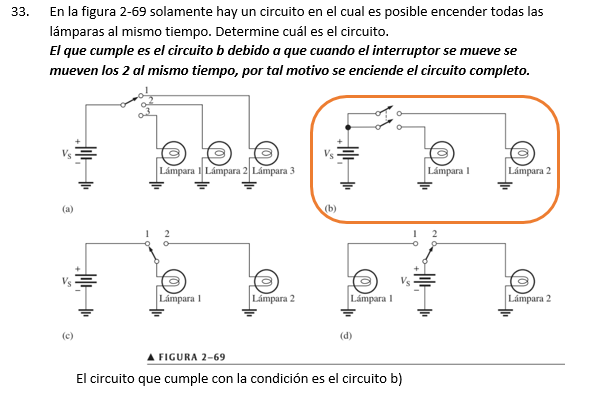 33. En la figura 2-69 solamente hay un circuito en el cual es posible encender todas las
lámparas al mismo tiempo. Determine cuál es el circuito.
El que cumple es el circuito b debido a que cuando el interruptor se mueve se
mueven los 2 al mismo tiempo, por tal motivo se enciende el circuito completo.
1
2
3
+
Vs
−
Lámpara 1 Lámpara 2 Lámpara 3
(a)
+
Vs
−
Lámpara 1
Lámpara 2
(b)
1 2
+
Vs
−
Lámpara 1
Lámpara 2
(c)
1 2
+
Vs
−
Lámpara 1
Lámpara 2
(d)
▲ FIGURA 2–69
El circuito que cumple con la condición es el circuito b)